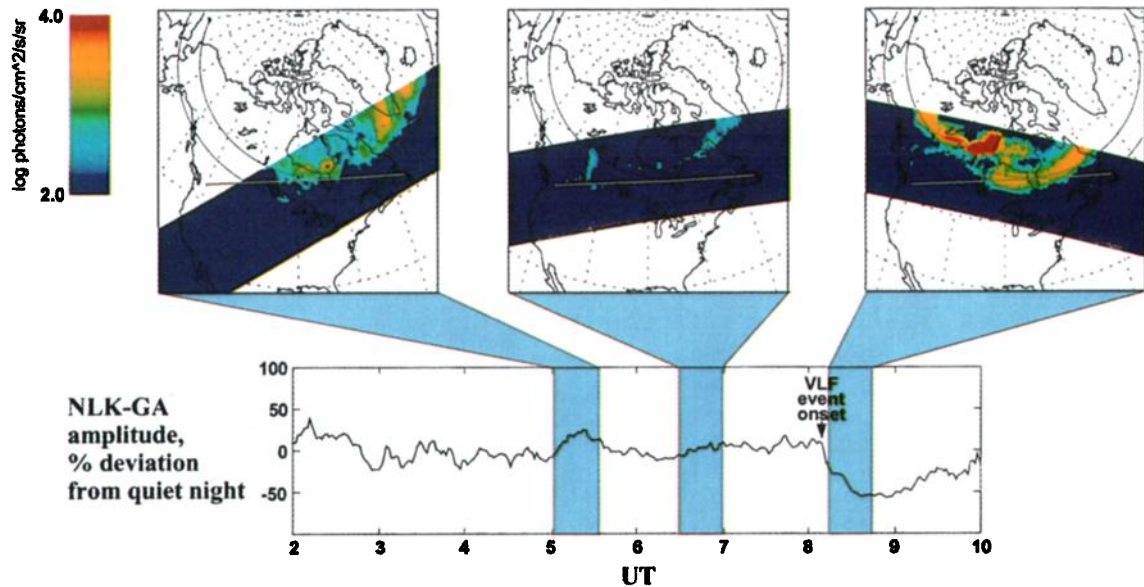 4.0
log photons/cm^2/s/sr
2.0
NLK-GA
amplitude,
% deviation
from quiet night
100
50
0
-50
VLF
event
onset
2 3 4 5 6 7 8 9 10
UT